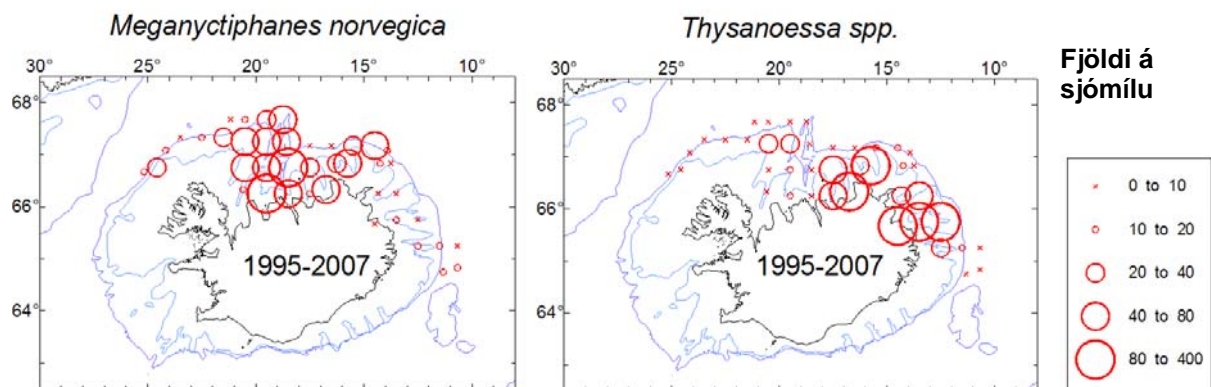 Meganyctiphanes norvegica
30° 25° 20° 15° 10°
68°
66°
64°
1995-2007
Thysanoessa spp.
30° 25° 20° 15° 10°
68°
66°
64°
1995-2007
Fjöldi á
sjómílu
0 to 10
10 to 20
20 to 40
40 to 80
80 to 400